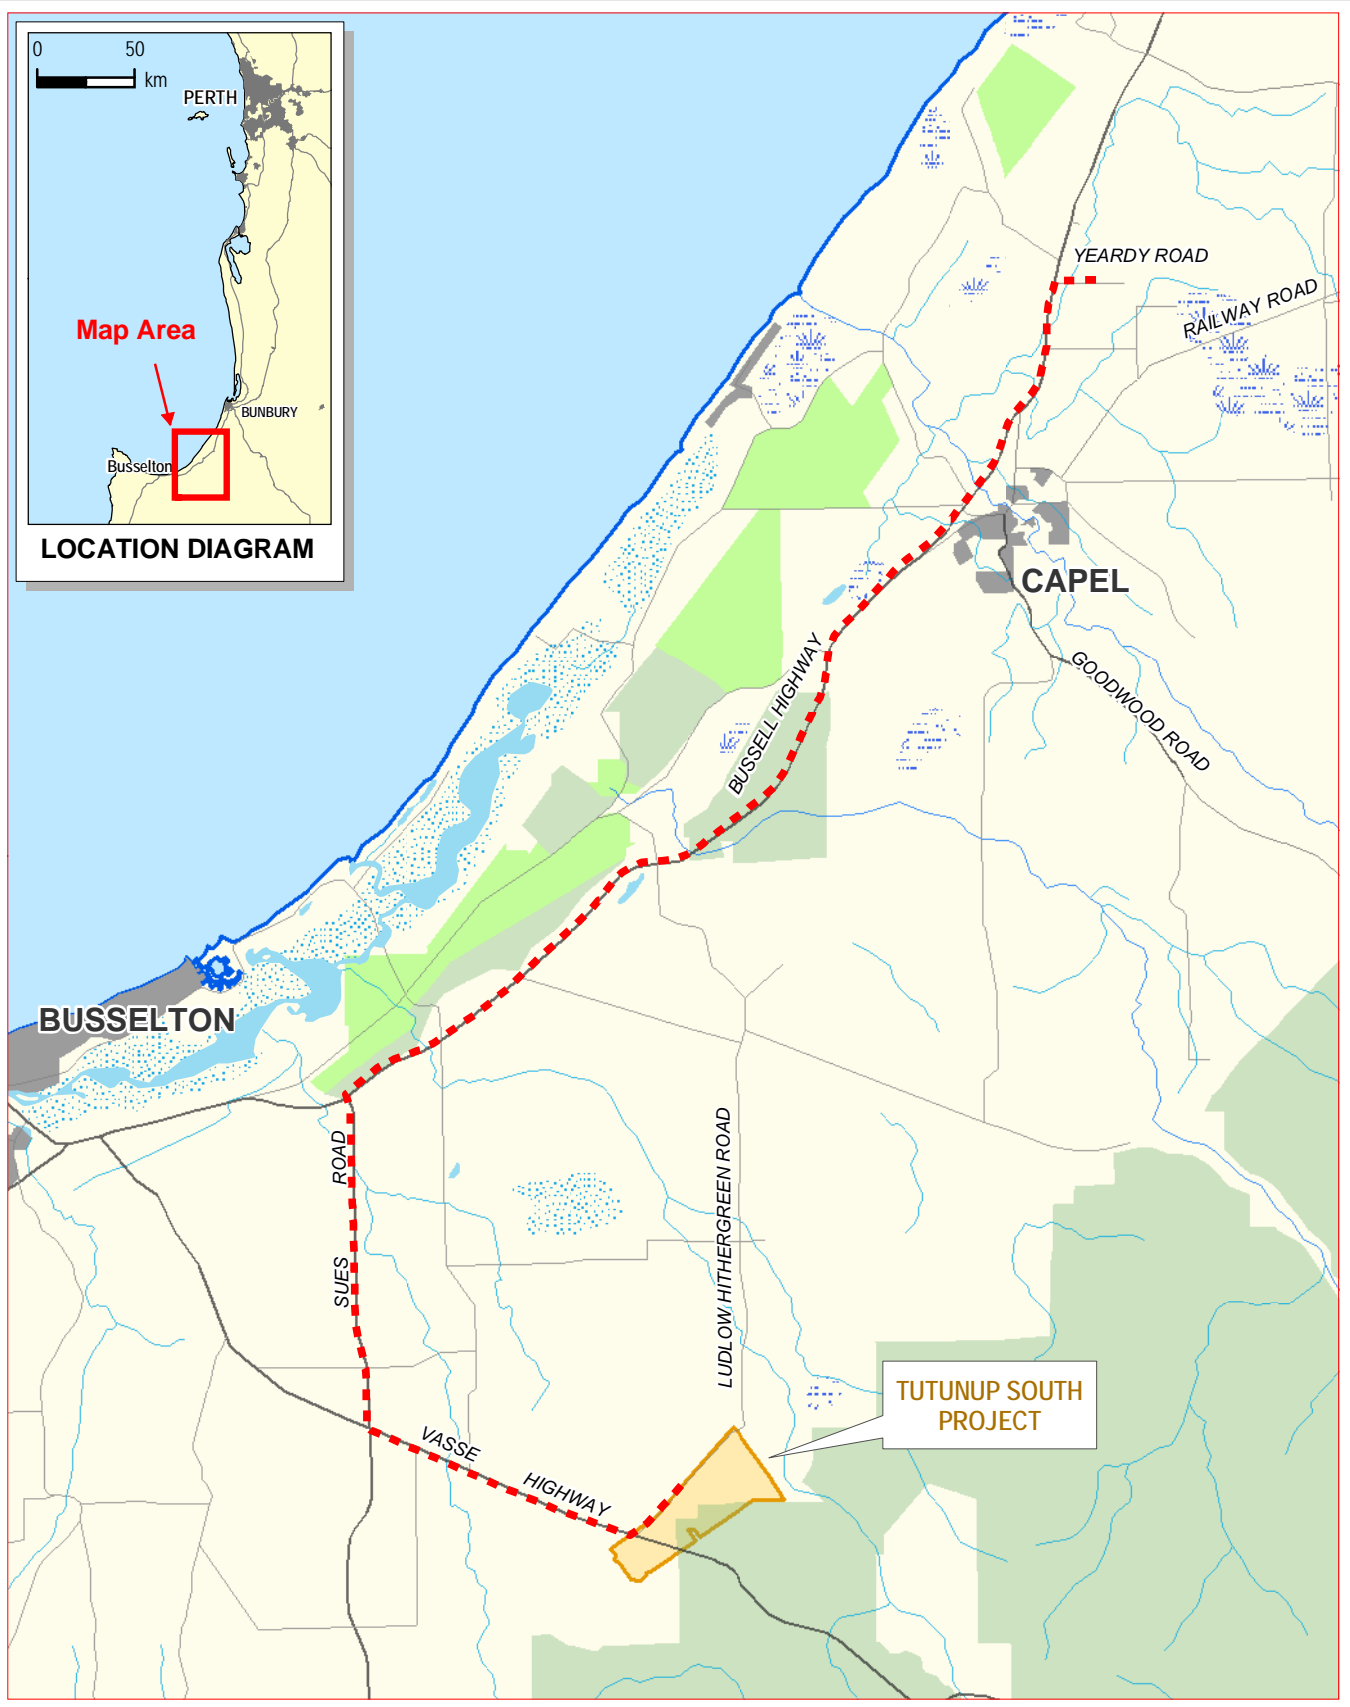 0 50
km
PERTH
Map Area
BUNBURY
Busselton
LOCATION DIAGRAM
YEARDY ROAD
RAILWAY ROAD
CAPEL
GOODWOOD ROAD
BUSSELL HIGHWAY
BUSSELTON
SUES ROAD
LUDLOW HITHERGREEN ROAD
TUTUNUP SOUTH
PROJECT
VASSE HIGHWAY